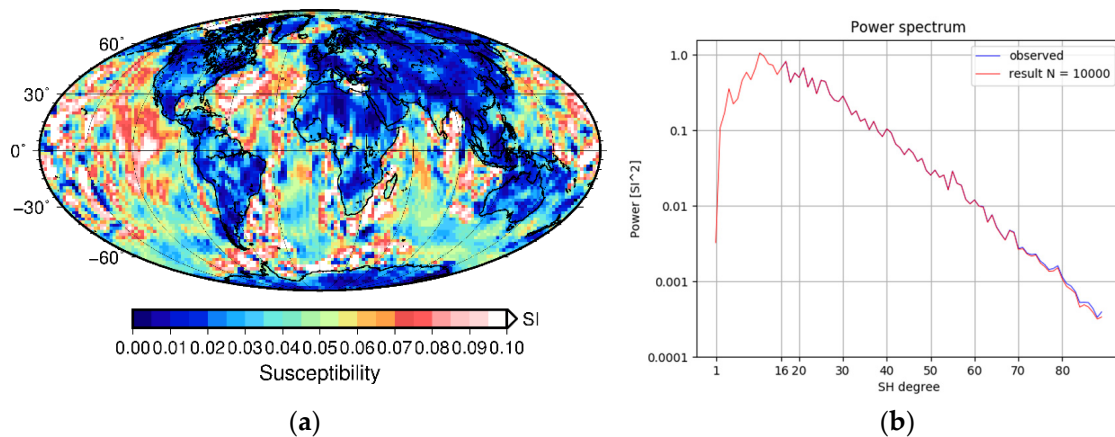 60°
30°
0°
−30°
−60°
SI
0.00 0.01 0.02 0.03 0.04 0.05 0.06 0.07 0.08 0.09 0.10
Susceptibility
(a)
Power spectrum
observed
result N = 10000
Power [SI^2]
1.0
0.1
0.01
0.001
0.0001
1 16 20 30 40 50 60 70 80
SH degree
(b)